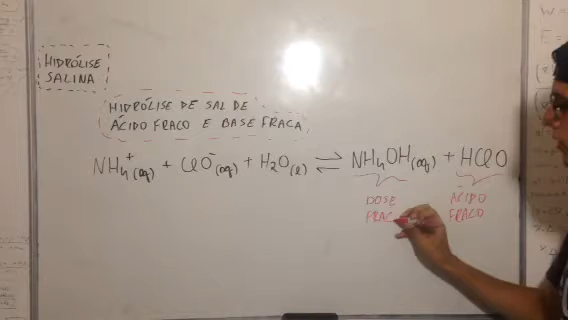 HIDRÓLISE
SALINA
HIDRÓLISE DE SAL DE
ÁCIDO FRACO E BASE FRACA
NH₄⁺(aq) + ClO⁻(aq) + H₂O(l) ⇌ NH₄OH(aq) + HClO
BASE
FRAC
ÁCIDO
FRACO